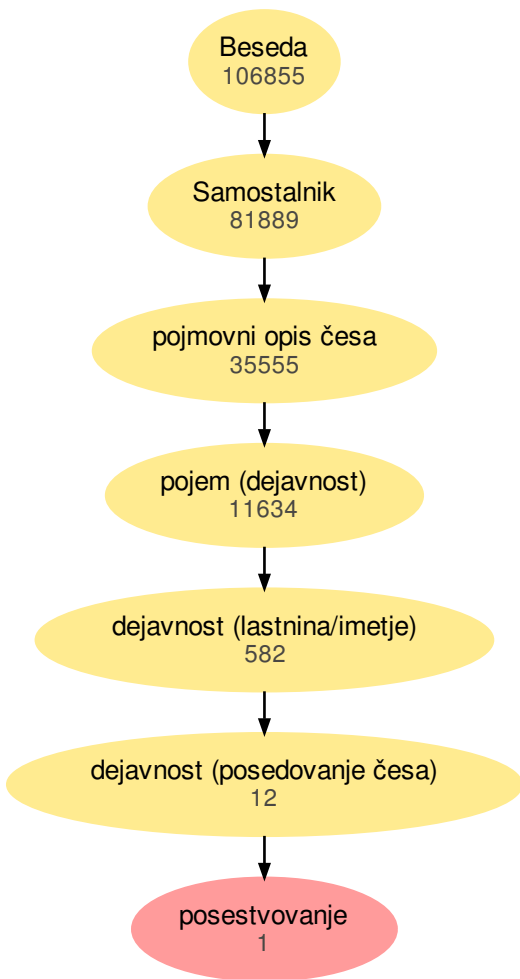 Beseda
106855
Samostalnik
81889
pojmovni opis česa
35555
pojem (dejavnost)
11634
dejavnost (lastnina/imetje)
582
dejavnost (posedovanje česa)
12
posestvovanje
1